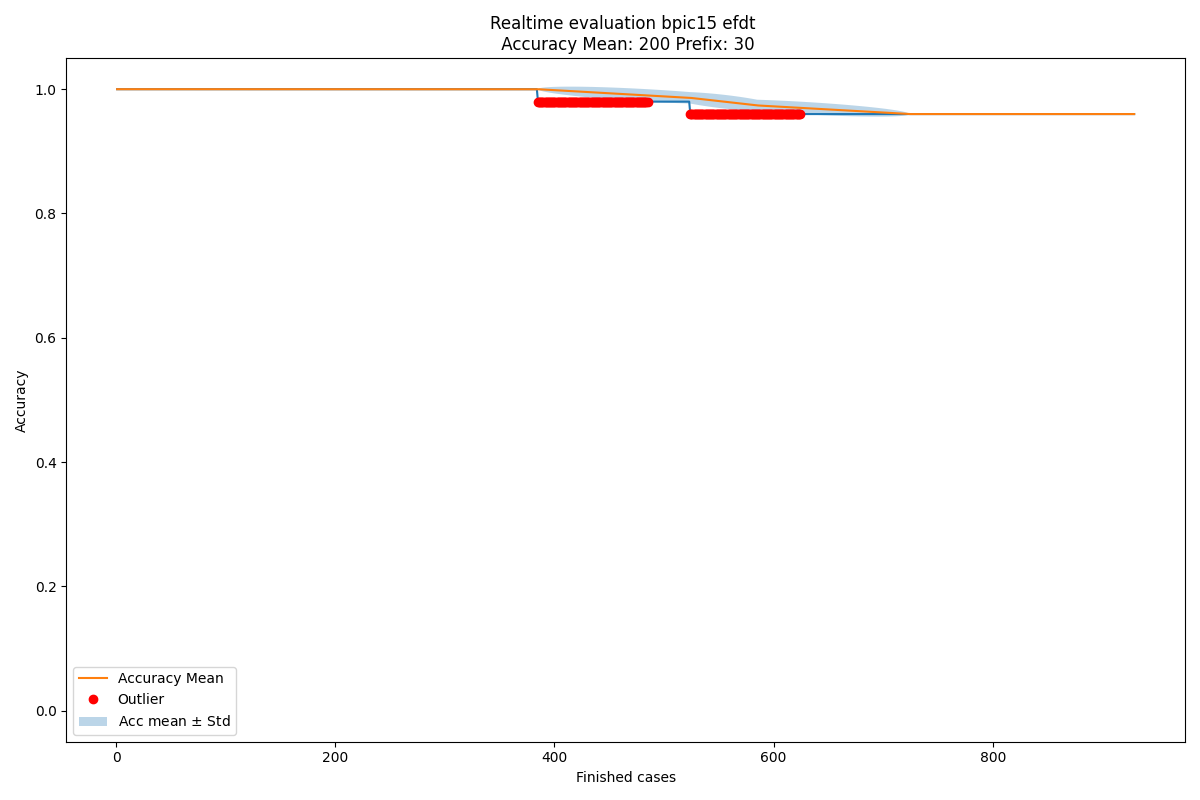 Realtime evaluation bpic15 efdt
Accuracy Mean: 200 Prefix: 30
1.0
0.8
0.6
0.4
0.2
0.0
Accuracy
Accuracy Mean
Outlier
Acc mean ± Std
0
200
400
600
800
Finished cases